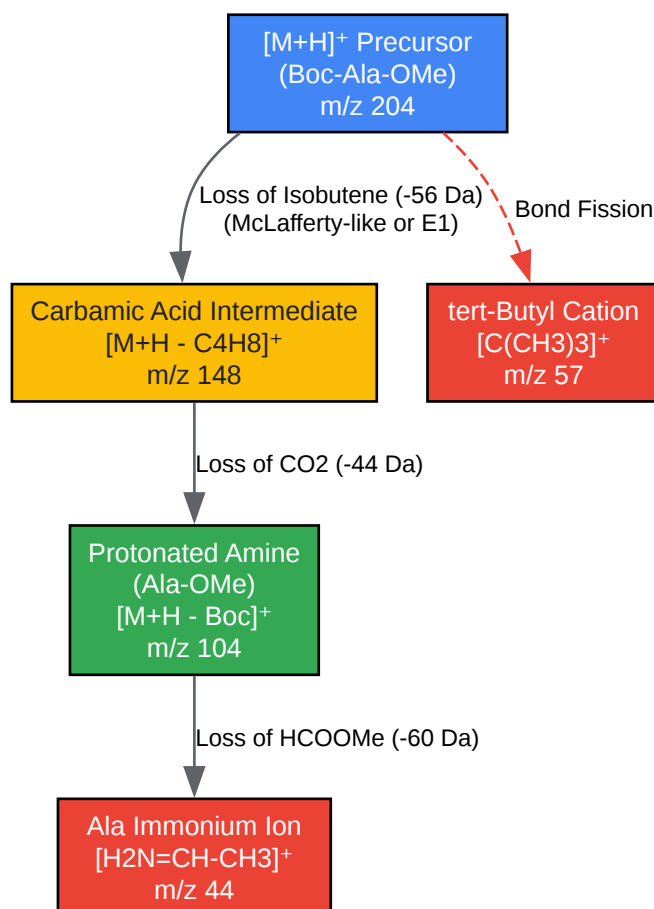 [M+H]⁺ Precursor
(Boc-Ala-OMe)
m/z 204
Loss of Isobutene (-56 Da)
(McLafferty-like or E1)
Bond Fission
Carbamic Acid Intermediate
[M+H - C4H8]⁺
m/z 148
tert-Butyl Cation
[C(CH3)3]⁺
m/z 57
Loss of CO2 (-44 Da)
Protonated Amine
(Ala-OMe)
[M+H - Boc]⁺
m/z 104
Loss of HCOOMe (-60 Da)
Ala Immonium Ion
[H2N=CH-CH3]⁺
m/z 44